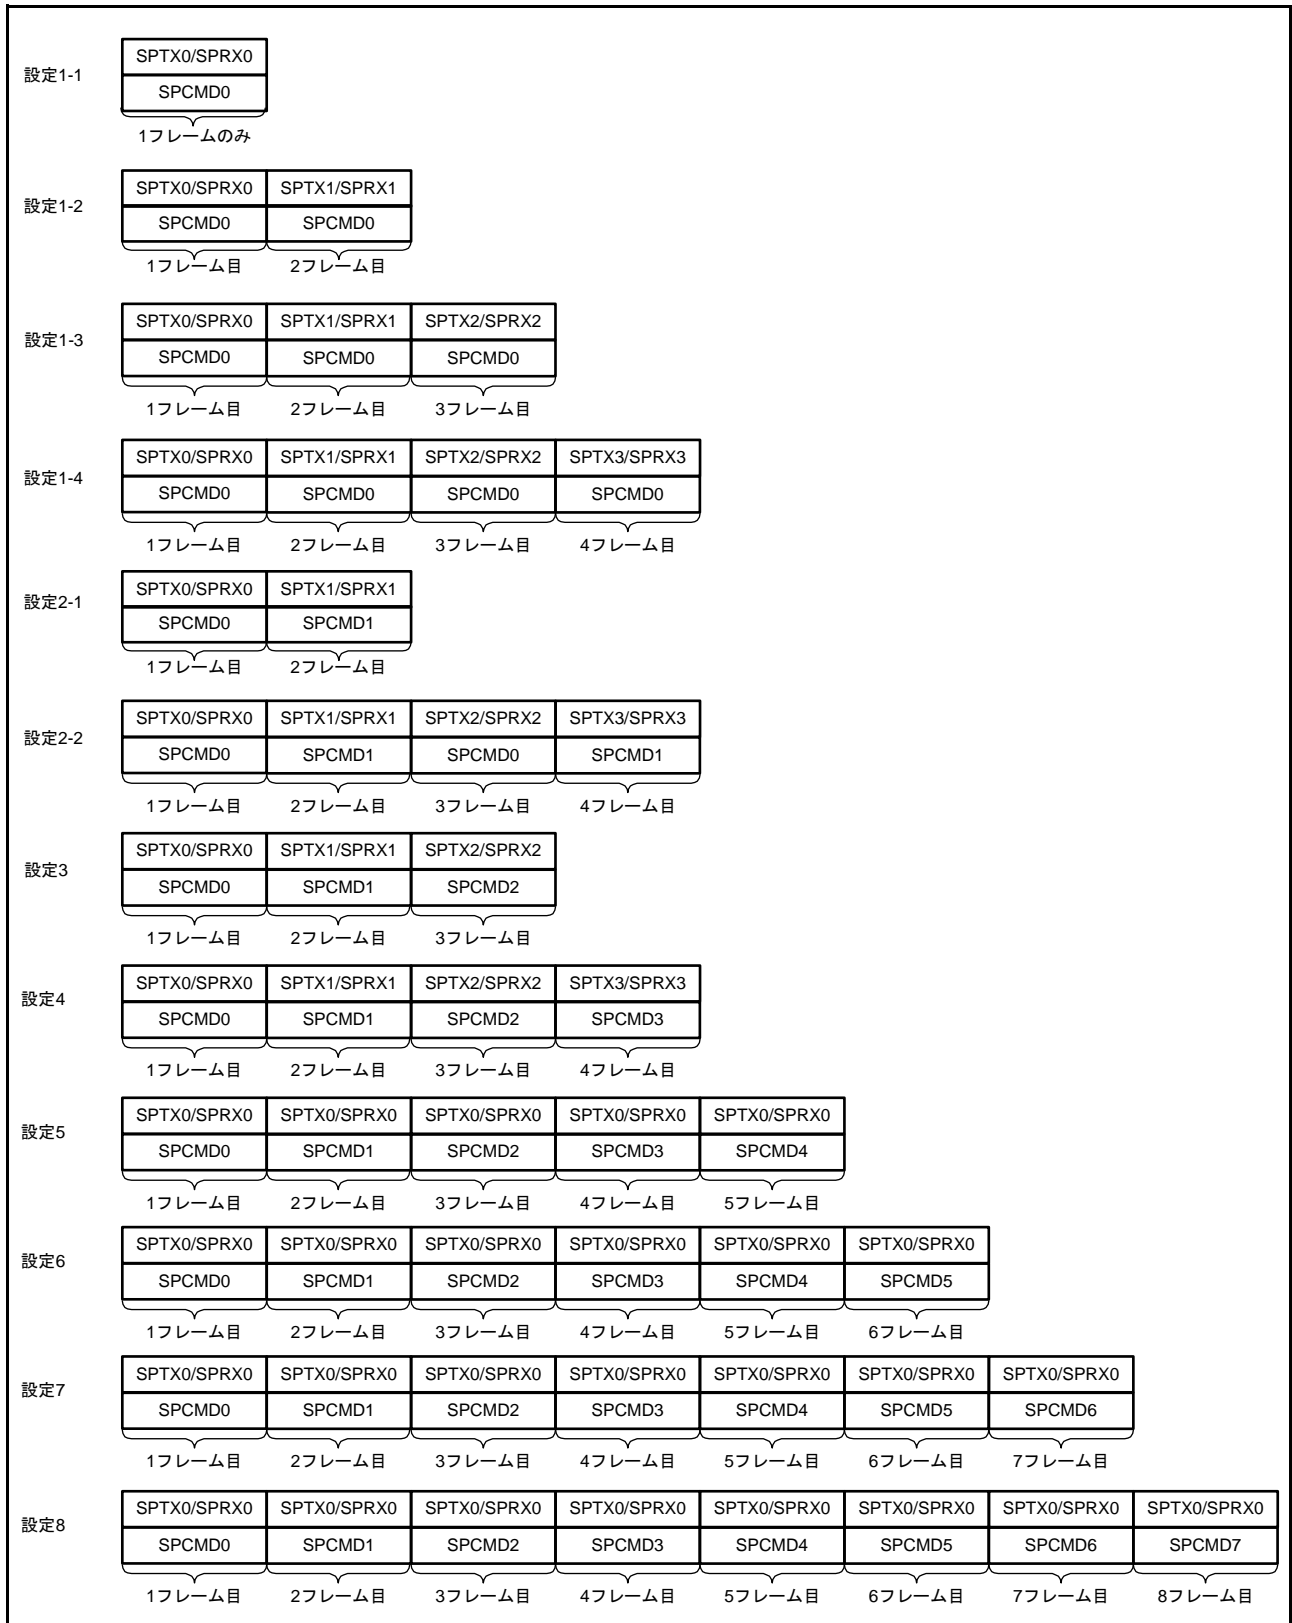 設定1-1
SPTX0/SPRX0
SPCMD0
1フレームのみ
設定1-2
SPTX0/SPRX0 SPTX1/SPRX1
SPCMD0 SPCMD0
1フレーム目 2フレーム目
設定1-3
SPTX0/SPRX0 SPTX1/SPRX1 SPTX2/SPRX2
SPCMD0 SPCMD0 SPCMD0
1フレーム目 2フレーム目 3フレーム目
設定1-4
SPTX0/SPRX0 SPTX1/SPRX1 SPTX2/SPRX2 SPTX3/SPRX3
SPCMD0 SPCMD0 SPCMD0 SPCMD0
1フレーム目 2フレーム目 3フレーム目 4フレーム目
設定2-1
SPTX0/SPRX0 SPTX1/SPRX1
SPCMD0 SPCMD1
1フレーム目 2フレーム目
設定2-2
SPTX0/SPRX0 SPTX1/SPRX1 SPTX2/SPRX2 SPTX3/SPRX3
SPCMD0 SPCMD1 SPCMD0 SPCMD1
1フレーム目 2フレーム目 3フレーム目 4フレーム目
設定3
SPTX0/SPRX0 SPTX1/SPRX1 SPTX2/SPRX2
SPCMD0 SPCMD1 SPCMD2
1フレーム目 2フレーム目 3フレーム目
設定4
SPTX0/SPRX0 SPTX1/SPRX1 SPTX2/SPRX2 SPTX3/SPRX3
SPCMD0 SPCMD1 SPCMD2 SPCMD3
1フレーム目 2フレーム目 3フレーム目 4フレーム目
設定5
SPTX0/SPRX0 SPTX0/SPRX0 SPTX0/SPRX0 SPTX0/SPRX0 SPTX0/SPRX0
SPCMD0 SPCMD1 SPCMD2 SPCMD3 SPCMD4
1フレーム目 2フレーム目 3フレーム目 4フレーム目 5フレーム目
設定6
SPTX0/SPRX0 SPTX0/SPRX0 SPTX0/SPRX0 SPTX0/SPRX0 SPTX0/SPRX0 SPTX0/SPRX0
SPCMD0 SPCMD1 SPCMD2 SPCMD3 SPCMD4 SPCMD5
1フレーム目 2フレーム目 3フレーム目 4フレーム目 5フレーム目 6フレーム目
設定7
SPTX0/SPRX0 SPTX0/SPRX0 SPTX0/SPRX0 SPTX0/SPRX0 SPTX0/SPRX0 SPTX0/SPRX0 SPTX0/SPRX0
SPCMD0 SPCMD1 SPCMD2 SPCMD3 SPCMD4 SPCMD5 SPCMD6
1フレーム目 2フレーム目 3フレーム目 4フレーム目 5フレーム目 6フレーム目 7フレーム目
設定8
SPTX0/SPRX0 SPTX0/SPRX0 SPTX0/SPRX0 SPTX0/SPRX0 SPTX0/SPRX0 SPTX0/SPRX0 SPTX0/SPRX0 SPTX0/SPRX0
SPCMD0 SPCMD1 SPCMD2 SPCMD3 SPCMD4 SPCMD5 SPCMD6 SPCMD7
1フレーム目 2フレーム目 3フレーム目 4フレーム目 5フレーム目 6フレーム目 7フレーム目 8フレーム目